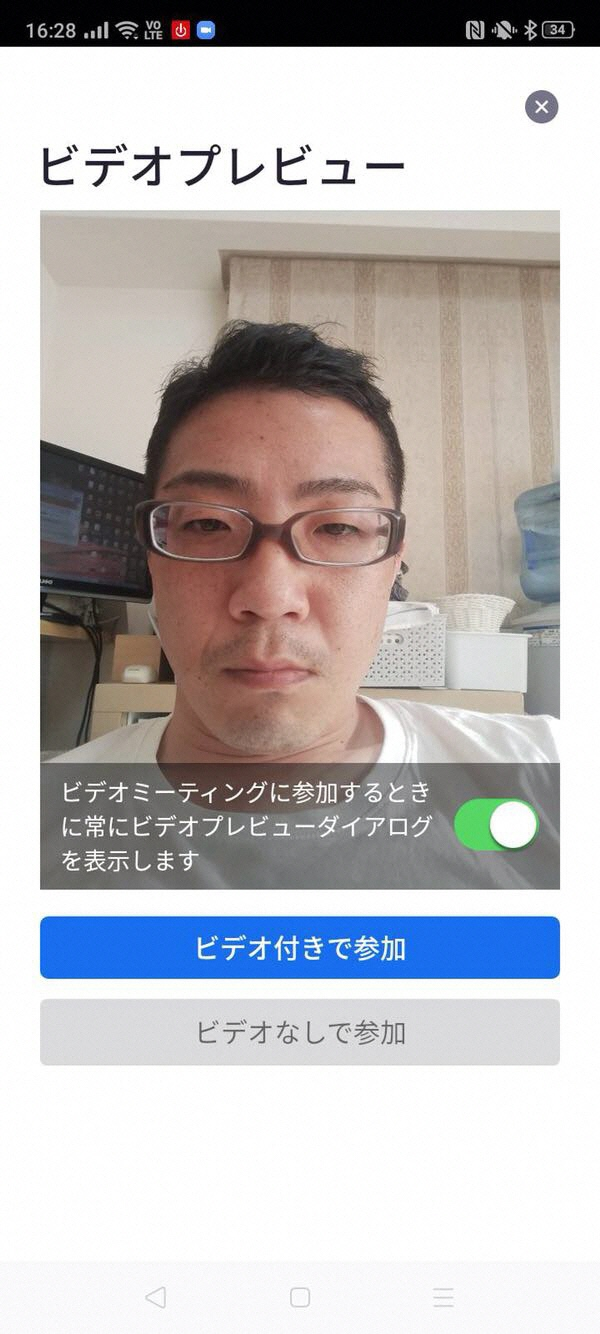 16:28 VO LTE 34
ビデオプレビュー
ビデオミーティングに参加するとき
に常にビデオプレビューダイアログ
を表示します
ビデオ付きで参加
ビデオなしで参加